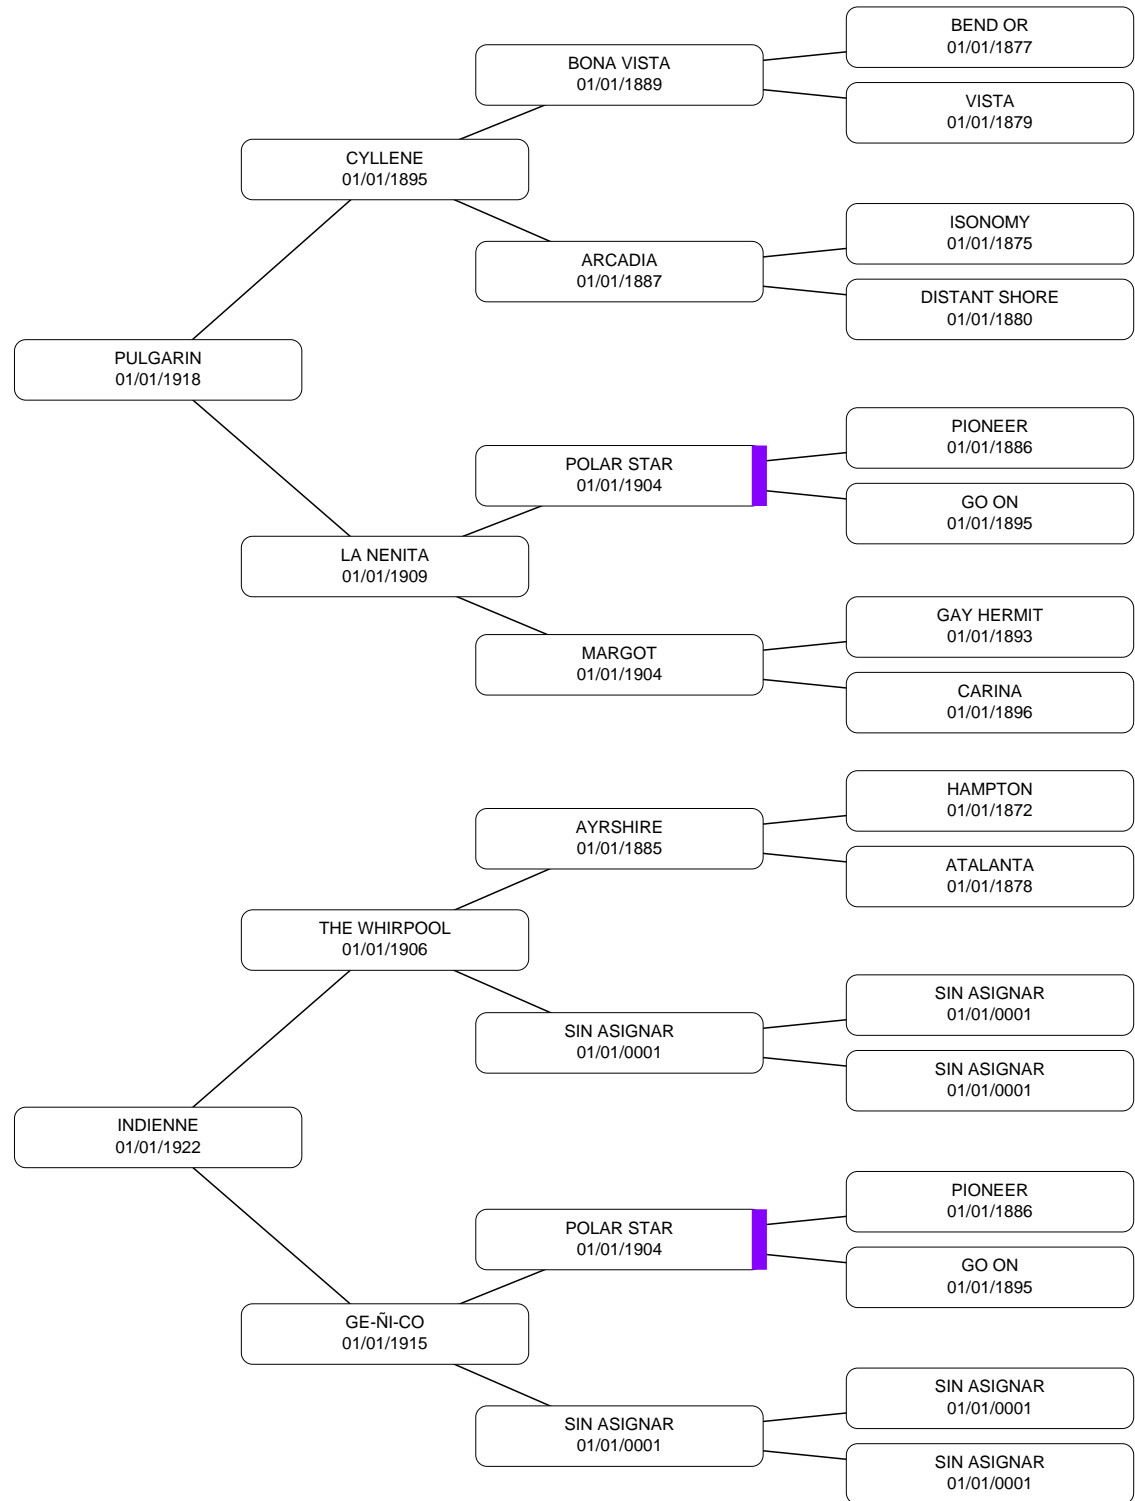 BEND OR
01/01/1877
BONA VISTA
01/01/1889
VISTA
01/01/1879
CYLLENE
01/01/1895
ISONOMY
01/01/1875
ARCADIA
01/01/1887
DISTANT SHORE
01/01/1880
PULGARIN
01/01/1918
PIONEER
01/01/1886
POLAR STAR
01/01/1904
GO ON
01/01/1895
LA NENITA
01/01/1909
GAY HERMIT
01/01/1893
MARGOT
01/01/1904
CARINA
01/01/1896
HAMPTON
01/01/1872
AYRSHIRE
01/01/1885
ATALANTA
01/01/1878
THE WHIRPOOL
01/01/1906
SIN ASIGNAR
01/01/0001
SIN ASIGNAR
01/01/0001
SIN ASIGNAR
01/01/0001
INDIENNE
01/01/1922
PIONEER
01/01/1886
POLAR STAR
01/01/1904
GO ON
01/01/1895
GE-ÑI-CO
01/01/1915
SIN ASIGNAR
01/01/0001
SIN ASIGNAR
01/01/0001
SIN ASIGNAR
01/01/0001